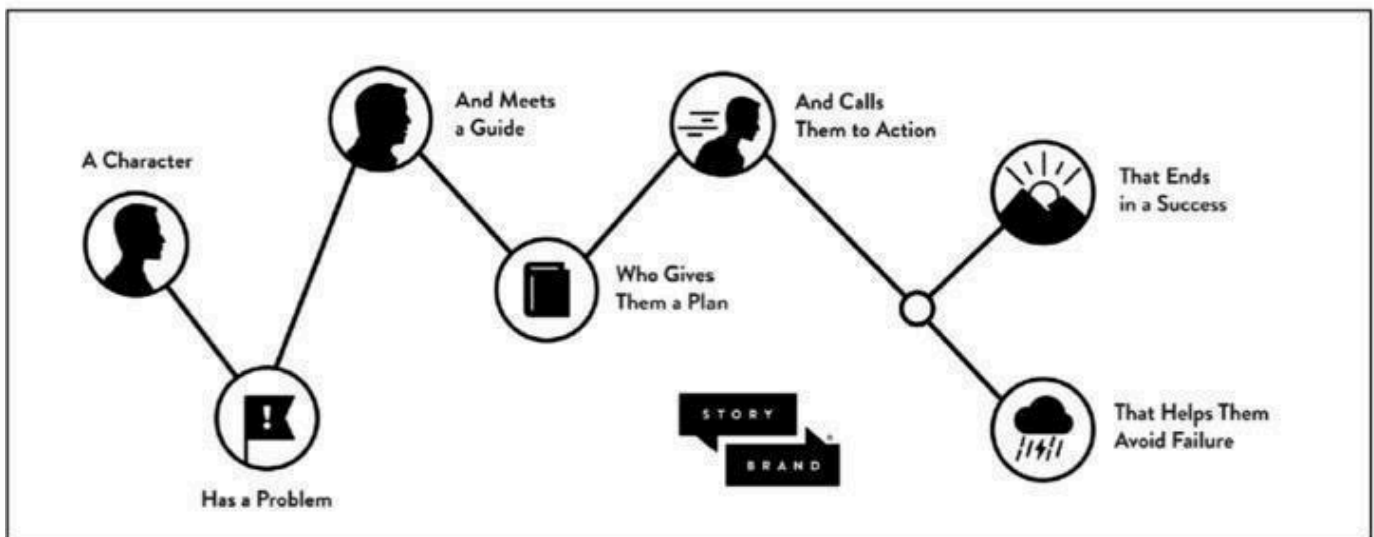 A Character
Has a Problem
And Meets
a Guide
Who Gives
Them a Plan
And Calls
Them to Action
That Ends
in a Success
That Helps Them
Avoid Failure
!
STORY
BRAND